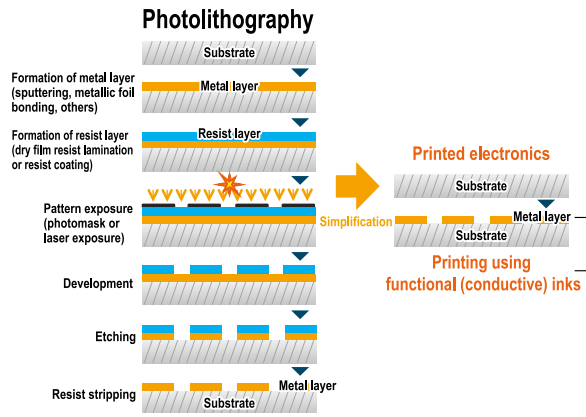 Photolithography
Substrate
Formation of metal layer
(sputtering, metallic foil
bonding, others)
Metal layer
Formation of resist layer
(dry film resist lamination
or resist coating)
Resist layer
Pattern exposure
(photomask or
laser exposure)
Development
Etching
Resist stripping
Metal layer
Substrate
Simplification
Printed electronics
Substrate
Metal layer
Substrate
Printing using
functional (conductive) inks